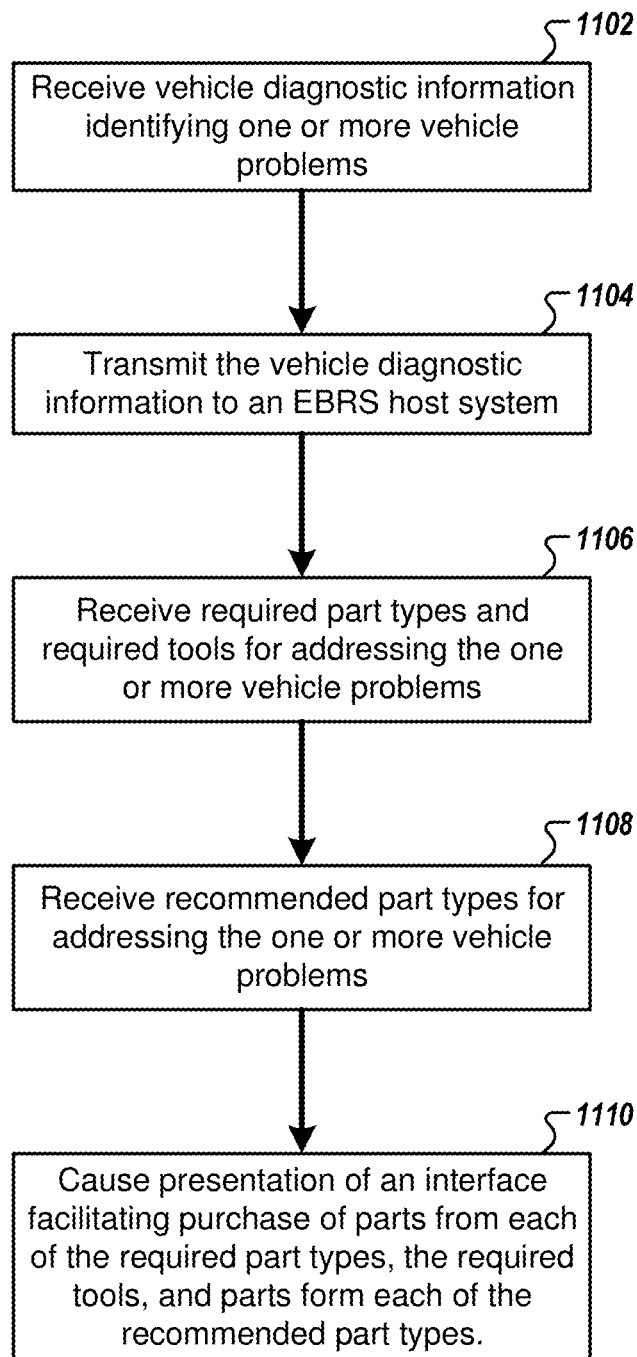 1102
Receive vehicle diagnostic information
identifying one or more vehicle
problems
1104
Transmit the vehicle diagnostic
information to an EBRS host system
1106
Receive required part types and
required tools for addressing the one
or more vehicle problems
1108
Receive recommended part types for
addressing the one or more vehicle
problems
1110
Cause presentation of an interface
facilitating purchase of parts from each
of the required part types, the required
tools, and parts form each of the
recommended part types.